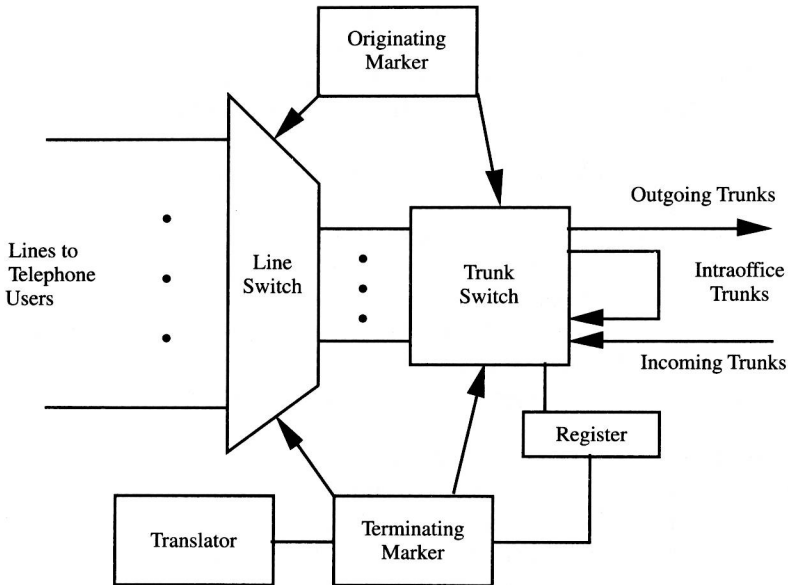 Originating
Marker
Outgoing Trunks
Lines to
Telephone
Users
Line
Switch
Trunk
Switch
Intraoffice
Trunks
Incoming Trunks
Register
Translator
Terminating
Marker